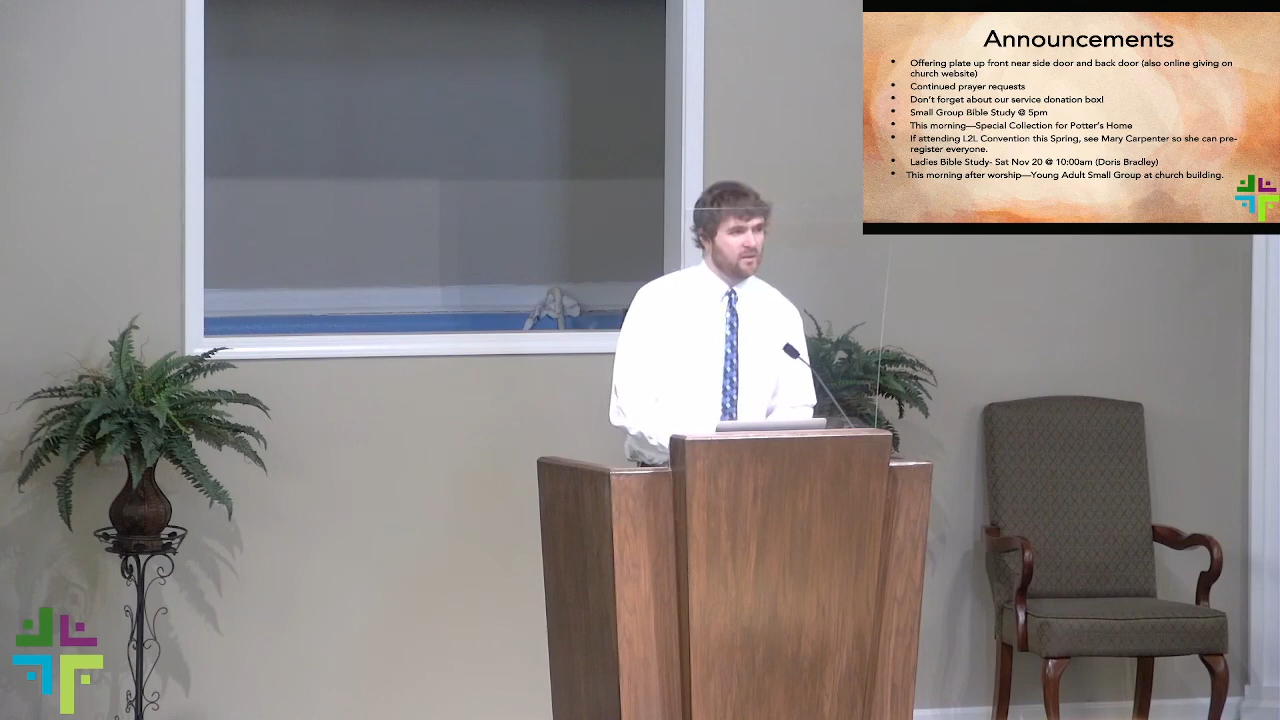 Announcements
• Offering plate up front near side door and back door (also online giving on
church website)
• Continued prayer requests
• Don't forget about our service donation box!
• Small Group Bible Study @ 5pm
• This morning—Special Collection for Potter's Home
• If attending L2L Convention this Spring, see Mary Carpenter so she can pre-
register everyone.
• Ladies Bible Study- Sat Nov 20 @ 10:00am (Doris Bradley)
• This morning after worship—Young Adult Small Group at church building.